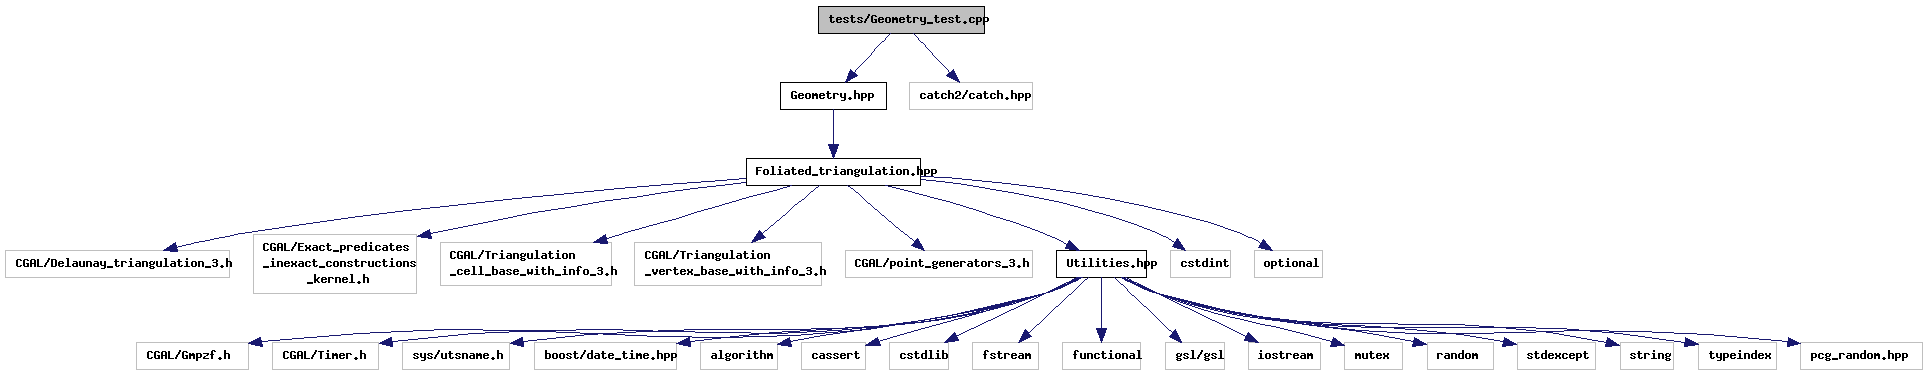 tests/Geometry_test.cpp
Geometry.hpp
catch2/catch.hpp
Foliated_triangulation.hpp
CGAL/Delaunay_triangulation_3.h
CGAL/Exact_predicates
_inexact_constructions
_kernel.h
CGAL/Triangulation
_cell_base_with_info_3.h
CGAL/Triangulation
_vertex_base_with_info_3.h
CGAL/point_generators_3.h
Utilities.hpp
cstdint
optional
CGAL/Gmpzf.h
CGAL/Timer.h
sys/utsname.h
boost/date_time.hpp
algorithm
cassert
cstdlib
fstream
functional
gsl/gsl
iostream
mutex
random
stdexcept
string
typeindex
pcg_random.hpp